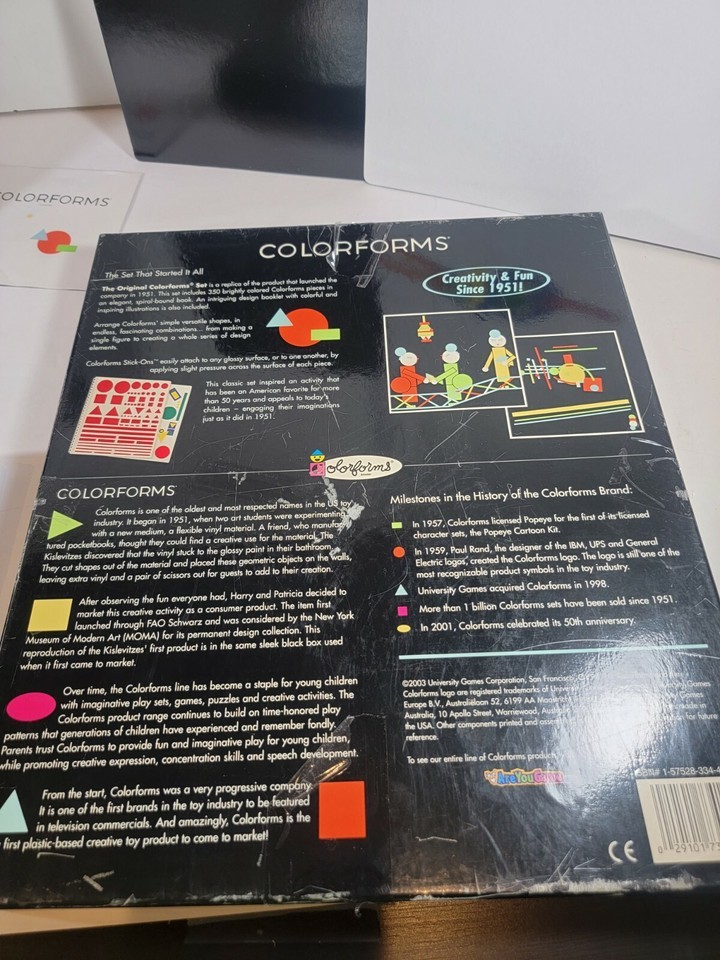 COLORFORMS
COLORFORMS®
The Set That Started It All
The Original Colorforms® Set is a replica of the product that launched the
company in 1951. This set includes 350 brightly colored Colorforms pieces in
an elegant, spiral-bound book. An intriguing design booklet with colorful and
inspiring illustrations is also included.
Arrange Colorforms' simple versatile shapes, in
endless, fascinating combinations... from making a
single figure to creating a whole series of design
elements.
Colorforms Stick-Ons™ easily attach to any glossy surface, or to one another, by
applying slight pressure across the surface of each piece.
This classic set inspired an activity that
has been an American favorite for more
than 50 years and appeals to today's
children – engaging their imaginations
just as it did in 1951.
Creativity & Fun
Since 1951!
Colorforms®
COLORFORMS®
Colorforms is one of the oldest and most respected names in the US toy
industry. It began in 1951, when two art students were experimenting
with a new medium, a flexible vinyl material. A friend, who manufac-
tured pocketbooks, thought they could find a creative use for the material. The
Kislevitzes discovered that the vinyl stuck to the glossy paint in their bathroom.
They cut shapes out of the material and placed these geometric objects on the walls,
leaving extra vinyl and a pair of scissors out for guests to add to their creation.
After observing the fun everyone had, Harry and Patricia decided to
market this creative activity as a consumer product. The item first
launched through FAO Schwarz and was considered by the New York
Museum of Modern Art (MOMA) for its permanent design collection. This
reproduction of the Kislevitzes' first product is in the same sleek black box used
when it first came to market.
Over time, the Colorforms line has become a staple for young children
with imaginative play sets, games, puzzles and creative activities. The
Colorforms product range continues to build on time-honored play
patterns that generations of children have experienced and remember fondly.
Parents trust Colorforms to provide fun and imaginative play for young children,
while promoting creative expression, concentration skills and speech development.
From the start, Colorforms was a very progressive company.
It is one of the first brands in the toy industry to be featured
in television commercials. And amazingly, Colorforms is the
first plastic-based creative toy product to come to market!
Milestones in the History of the Colorforms Brand:
In 1957, Colorforms licensed Popeye for the first of its licensed
character sets, the Popeye Cartoon Kit.
In 1959, Paul Rand, the designer of the IBM, UPS and General
Electric logos, created the Colorforms logo. The logo is still one of the
most recognizable product symbols in the toy industry.
University Games acquired Colorforms in 1998.
More than 1 billion Colorforms sets have been sold since 1951.
In 2001, Colorforms celebrated its 50th anniversary.
©2003 University Games Corporation, San Francisco
Colorforms logo are registered trademarks of Univer Games
Europe B.V., Australiëlaan 52, 6199 AA Maas
Australia, 10 Apollo Street, Warriewood, Aus made in
the USA. Other components printed and for future
reference.
To see our entire line of Colorforms produc
AreYouGame
ISBN# 1-57528-334-4
CE
0 29101 73